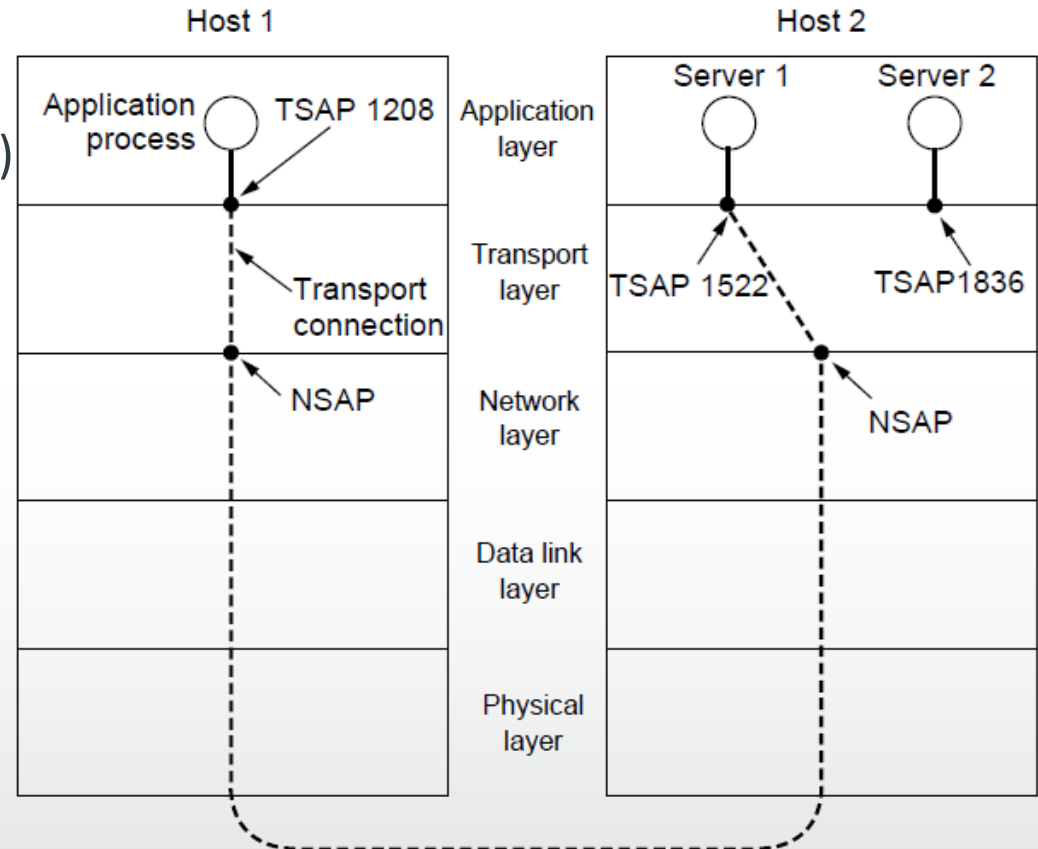 Host 1
Host 2
)
Application
process
TSAP 1208
Application
layer
Server 1
Server 2
Transport
connection
Transport
layer
TSAP 1522
TSAP1836
NSAP
Network
layer
NSAP
Data link
layer
Physical
layer